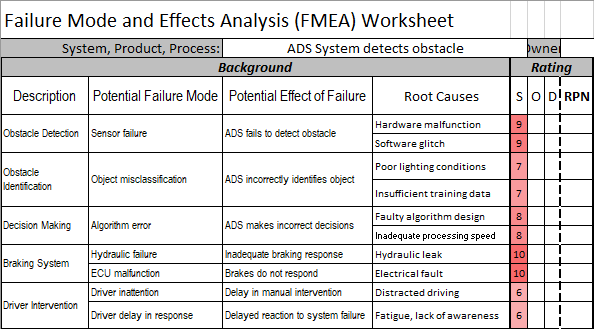 Failure Mode and Effects Analysis (FMEA) Worksheet
System, Product, Process: ADS System detects obstacle Owner
Background Rating
Description Potential Failure Mode Potential Effect of Failure Root Causes S O D RPN
Obstacle Detection Sensor failure ADS fails to detect obstacle Hardware malfunction 9
Software glitch 9
Obstacle Identification Object misclassification ADS incorrectly identifies object Poor lighting conditions 7
Insufficient training data 7
Decision Making Algorithm error ADS makes incorrect decisions Faulty algorithm design 8
Inadequate processing speed 8
Braking System Hydraulic failure Inadequate braking response Hydraulic leak 10
ECU malfunction Brakes do not respond Electrical fault 10
Driver Intervention Driver inattention Delay in manual intervention Distracted driving 6
Driver delay in response Delayed reaction to system failure Fatigue, lack of awareness 6